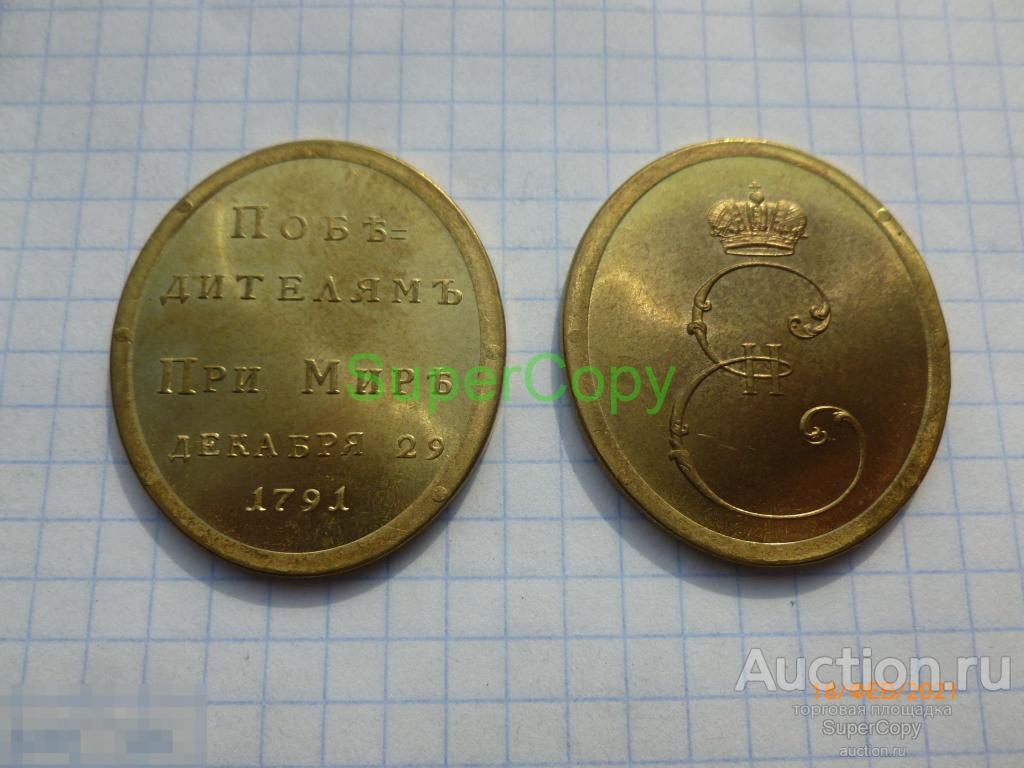 Побѣ=
дителямъ
При Мирѣ
декабря 29
1791
Н
SuperCopy
Auction.ru
18/ФЕВ/2021
торговая площадка
SuperCopy
auction.ru